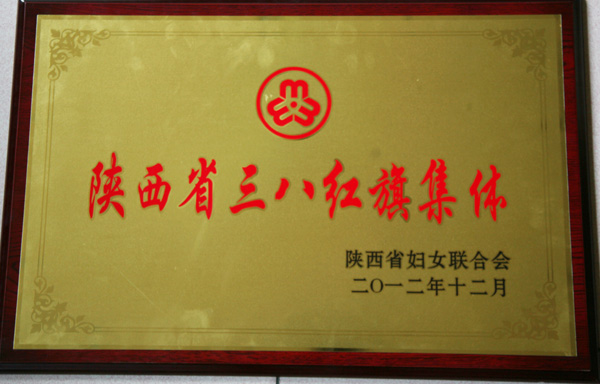 陕西省三八红旗集体
陕西省妇女联合会
二〇一二年十二月